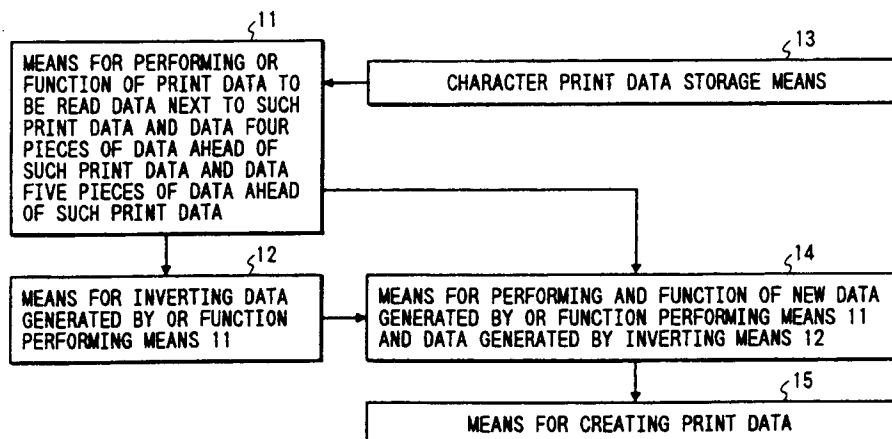 11
MEANS FOR PERFORMING OR
FUNCTION OF PRINT DATA TO
BE READ DATA NEXT TO SUCH
PRINT DATA AND DATA FOUR
PIECES OF DATA AHEAD OF
SUCH PRINT DATA AND DATA
FIVE PIECES OF DATA AHEAD
OF SUCH PRINT DATA
13
CHARACTER PRINT DATA STORAGE MEANS
12
MEANS FOR INVERTING DATA
GENERATED BY OR FUNCTION
PERFORMING MEANS 11
14
MEANS FOR PERFORMING AND FUNCTION OF NEW DATA
GENERATED BY OR FUNCTION PERFORMING MEANS 11
AND DATA GENERATED BY INVERTING MEANS 12
15
MEANS FOR CREATING PRINT DATA